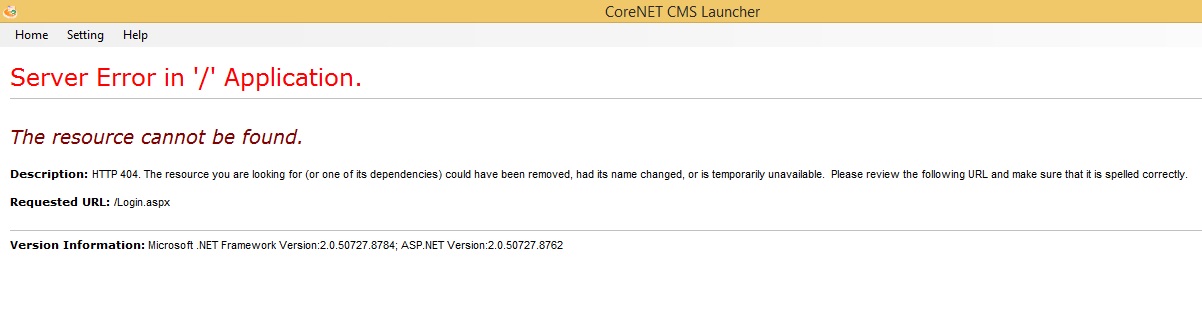 CoreNET CMS Launcher
Home Setting Help
Server Error in '/' Application.
The resource cannot be found.
Description: HTTP 404. The resource you are looking for (or one of its dependencies) could have been removed, had its name changed, or is temporarily unavailable.  Please review the following URL and make sure that it is spelled correctly.
Requested URL: /Login.aspx
Version Information: Microsoft .NET Framework Version:2.0.50727.8784; ASP.NET Version:2.0.50727.8762